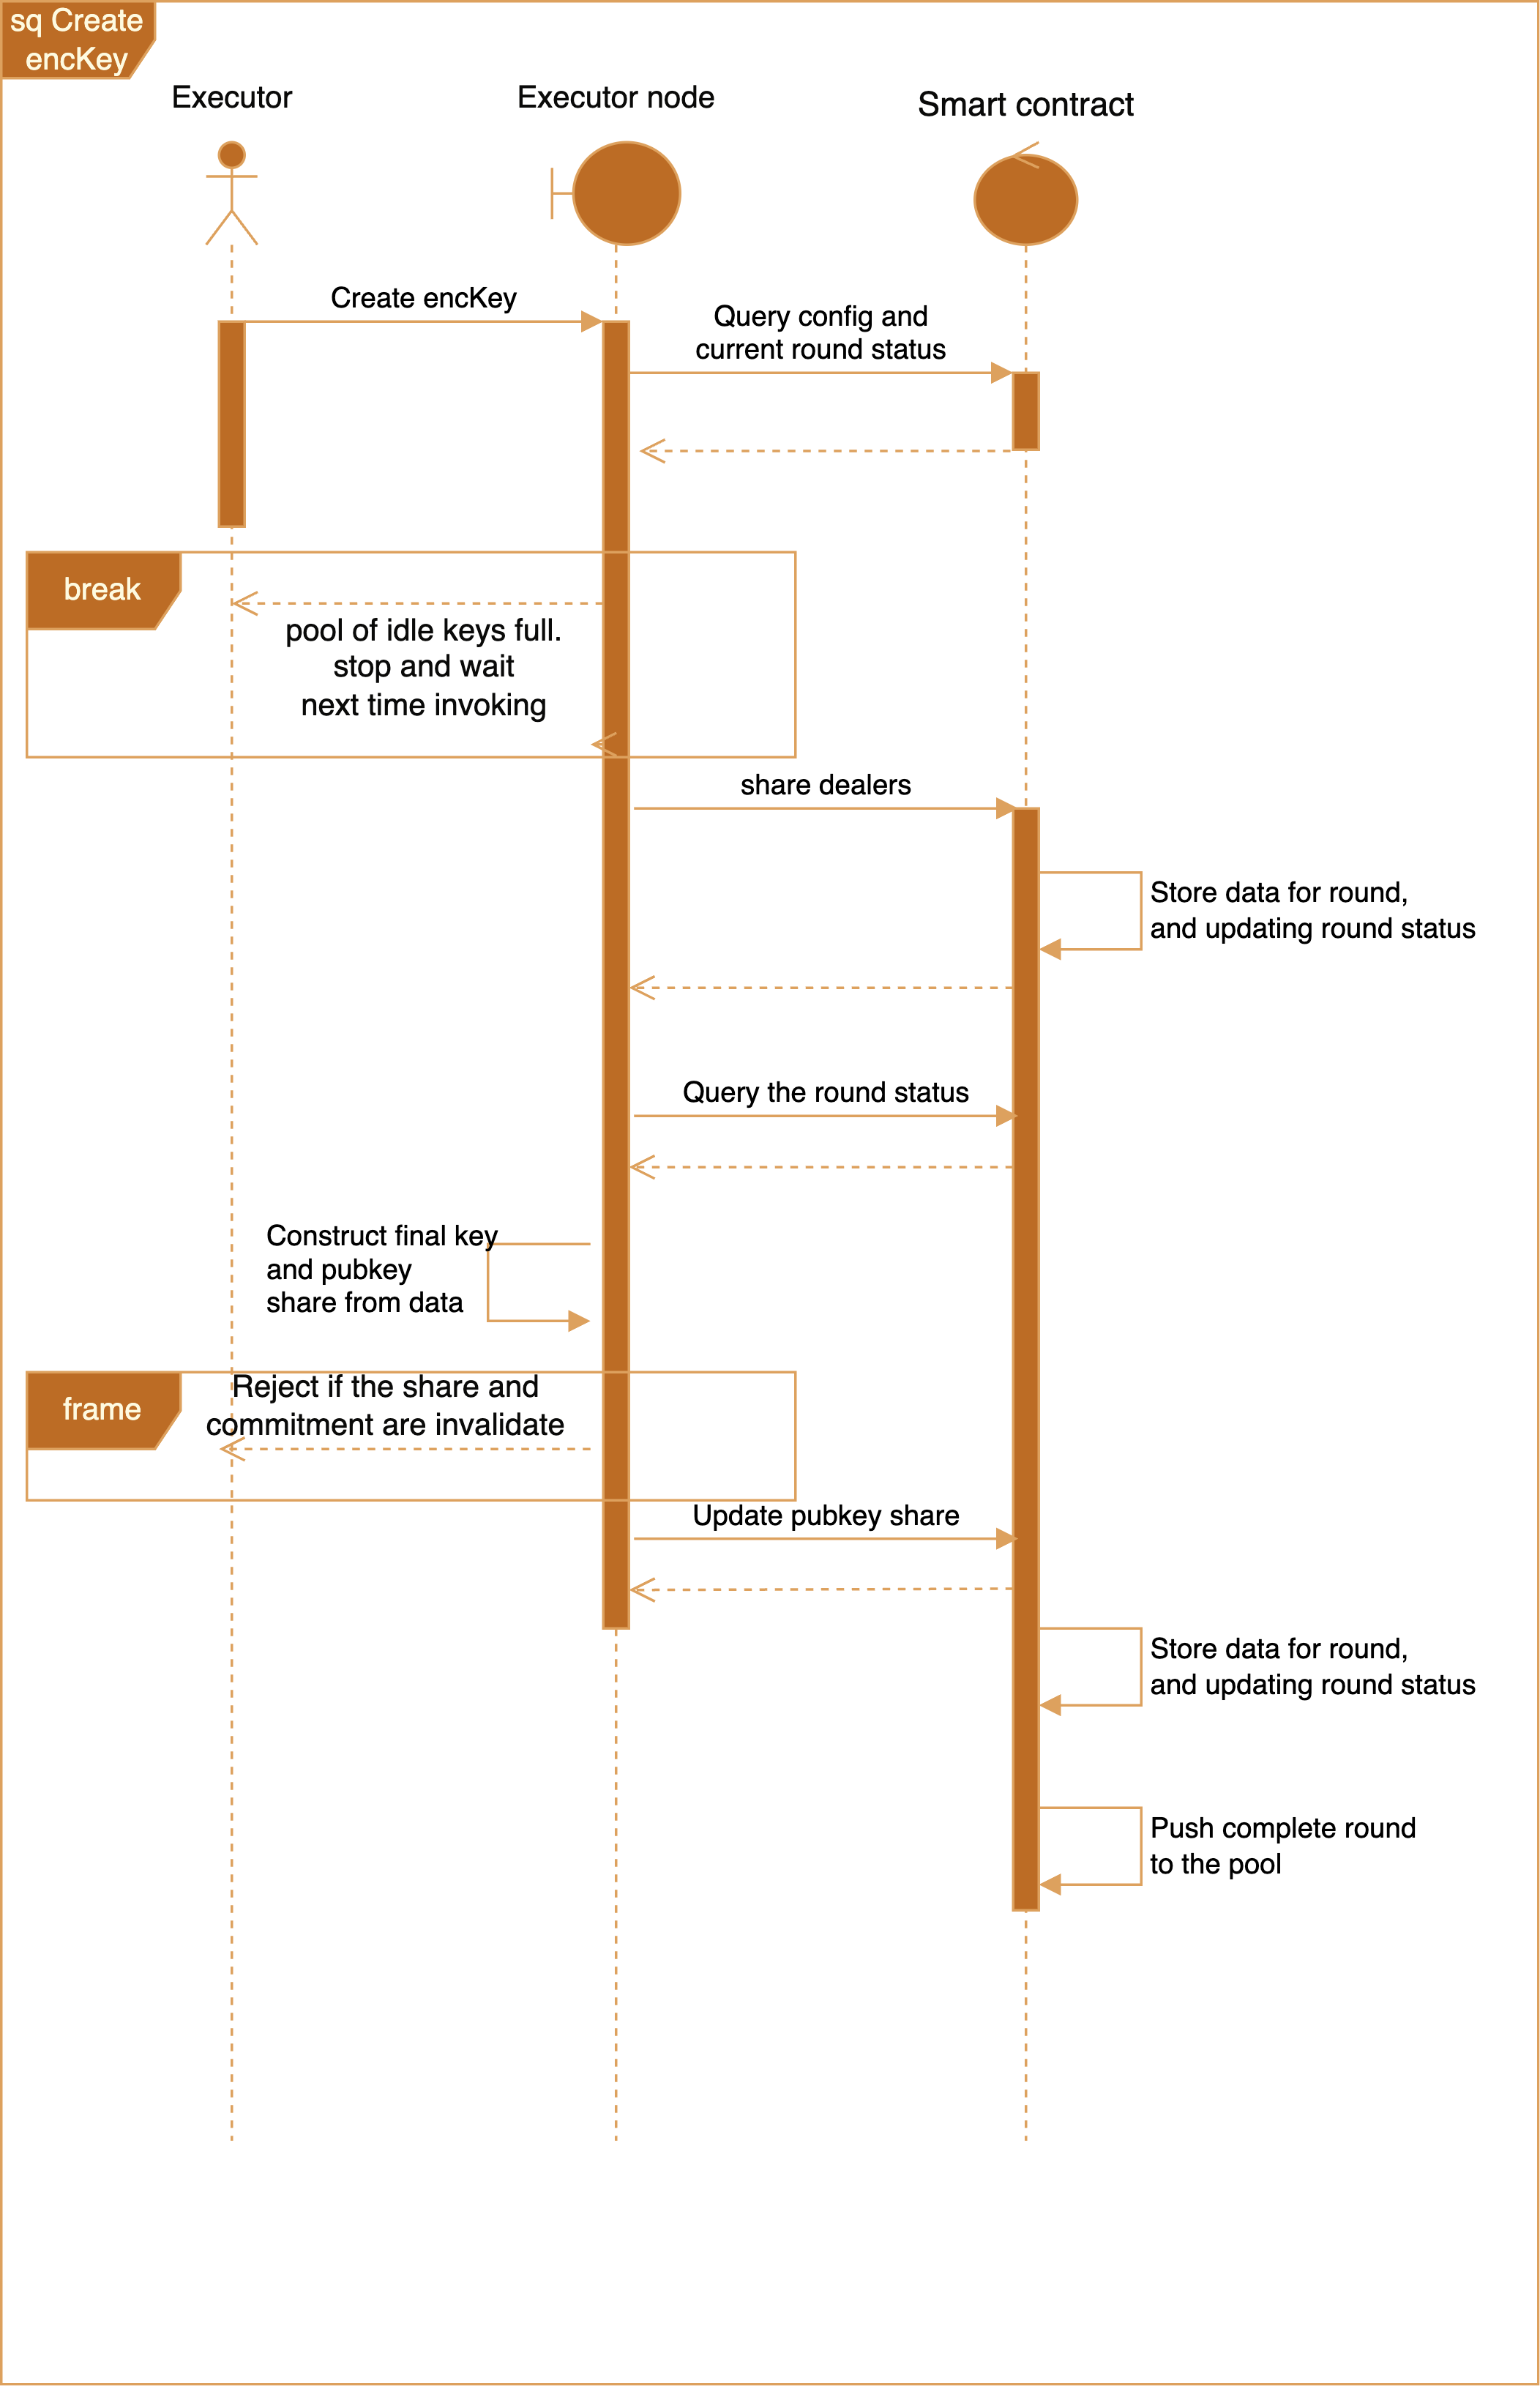 sq Create
encKey
Executor
Executor node
Smart contract
Create encKey
Query config and
current round status
break
pool of idle keys full.
stop and wait
next time invoking
share dealers
Store data for round,
and updating round status
Query the round status
Construct final key
and pubkey
share from data
frame
Reject if the share and
commitment are invalidate
Update pubkey share
Store data for round,
and updating round status
Push complete round
to the pool